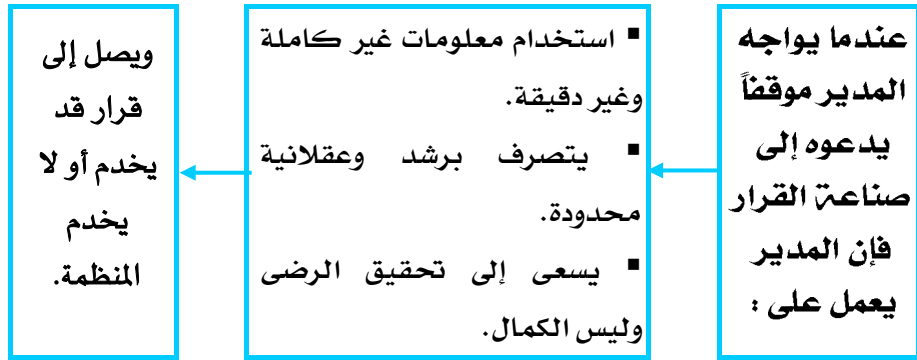 عندما يواجه
المدير موقفاً
يدعوه إلى
صناعة القرار
فإن المدير
يعمل على :
▪ استخدام معلومات غير كاملة
وغير دقيقة.
▪ يتصرف برشد وعقلانية
محدودة.
▪ يسعى إلى تحقيق الرضى
وليس الكمال.
ويصل إلى
قرار قد
يخدم أو لا
يخدم
المنظمة.